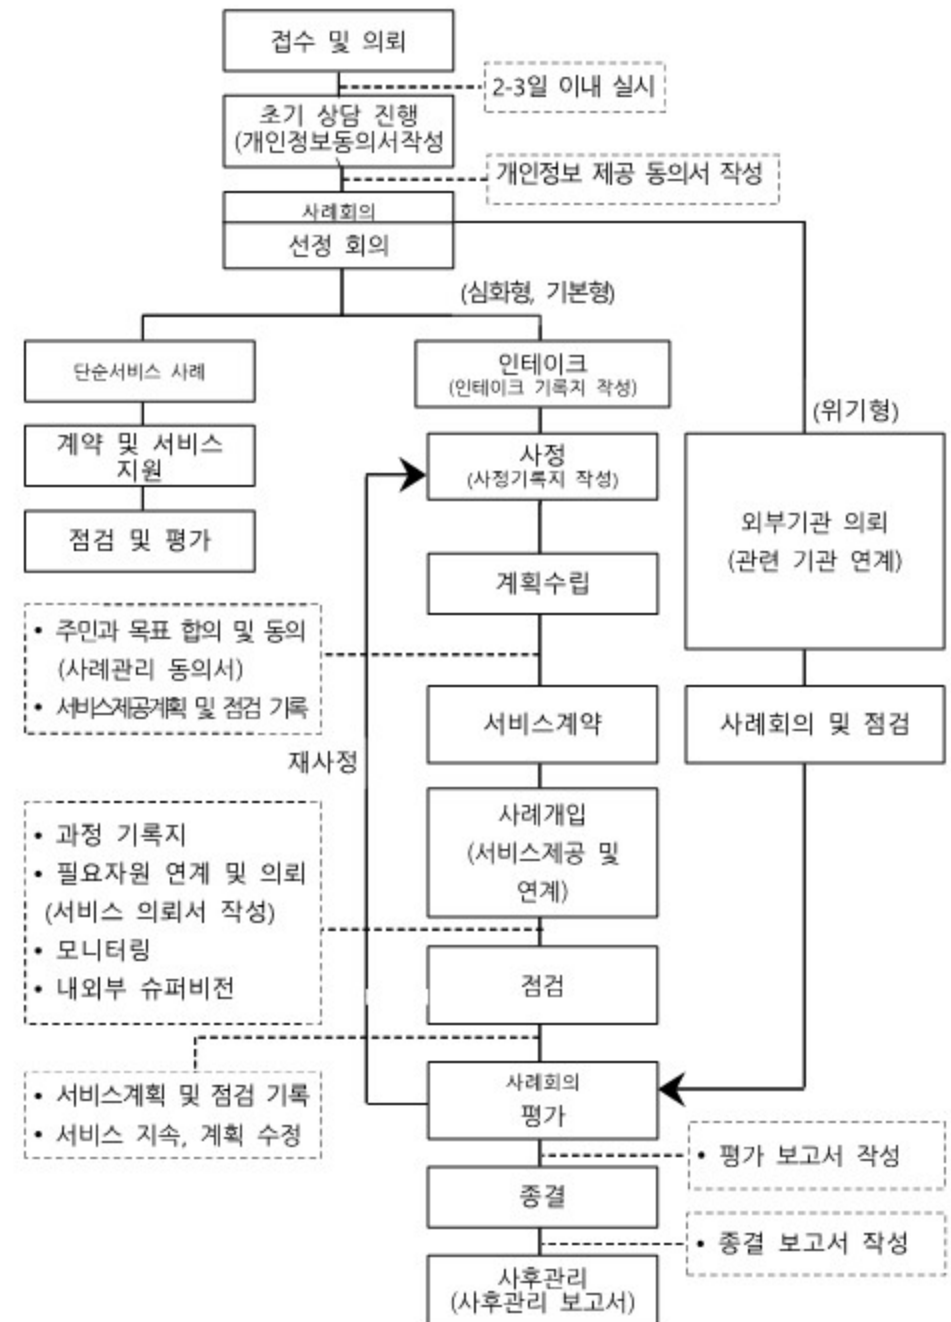 접수 및 의뢰
2-3일 이내 실시
초기 상담 진행
(개인정보동의서작성
개인정보 제공 동의서 작성
사례회의
선정 회의
(심화형, 기본형)
단순서비스 사례
인테이크
(인테이크 기록지 작성)
(위기형)
계약 및 서비스
지원
사정
(사정기록지 작성)
점검 및 평가
외부기관 의뢰
(관련 기관 연계)
계획수립
• 주민과 목표 합의 및 동의
(사례관리 동의서)
• 서비스제공계획 및 점검 기록
서비스계약
사례회의 및 점검
재사정
사례개입
(서비스제공 및
연계)
• 과정 기록지
• 필요자원 연계 및 의뢰
(서비스 의뢰서 작성)
• 모니터링
• 내외부 슈퍼비전
점검
사례회의
평가
• 서비스계획 및 점검 기록
• 서비스 지속, 계획 수정
• 평가 보고서 작성
종결
• 종결 보고서 작성
사후관리
(사후관리 보고서)